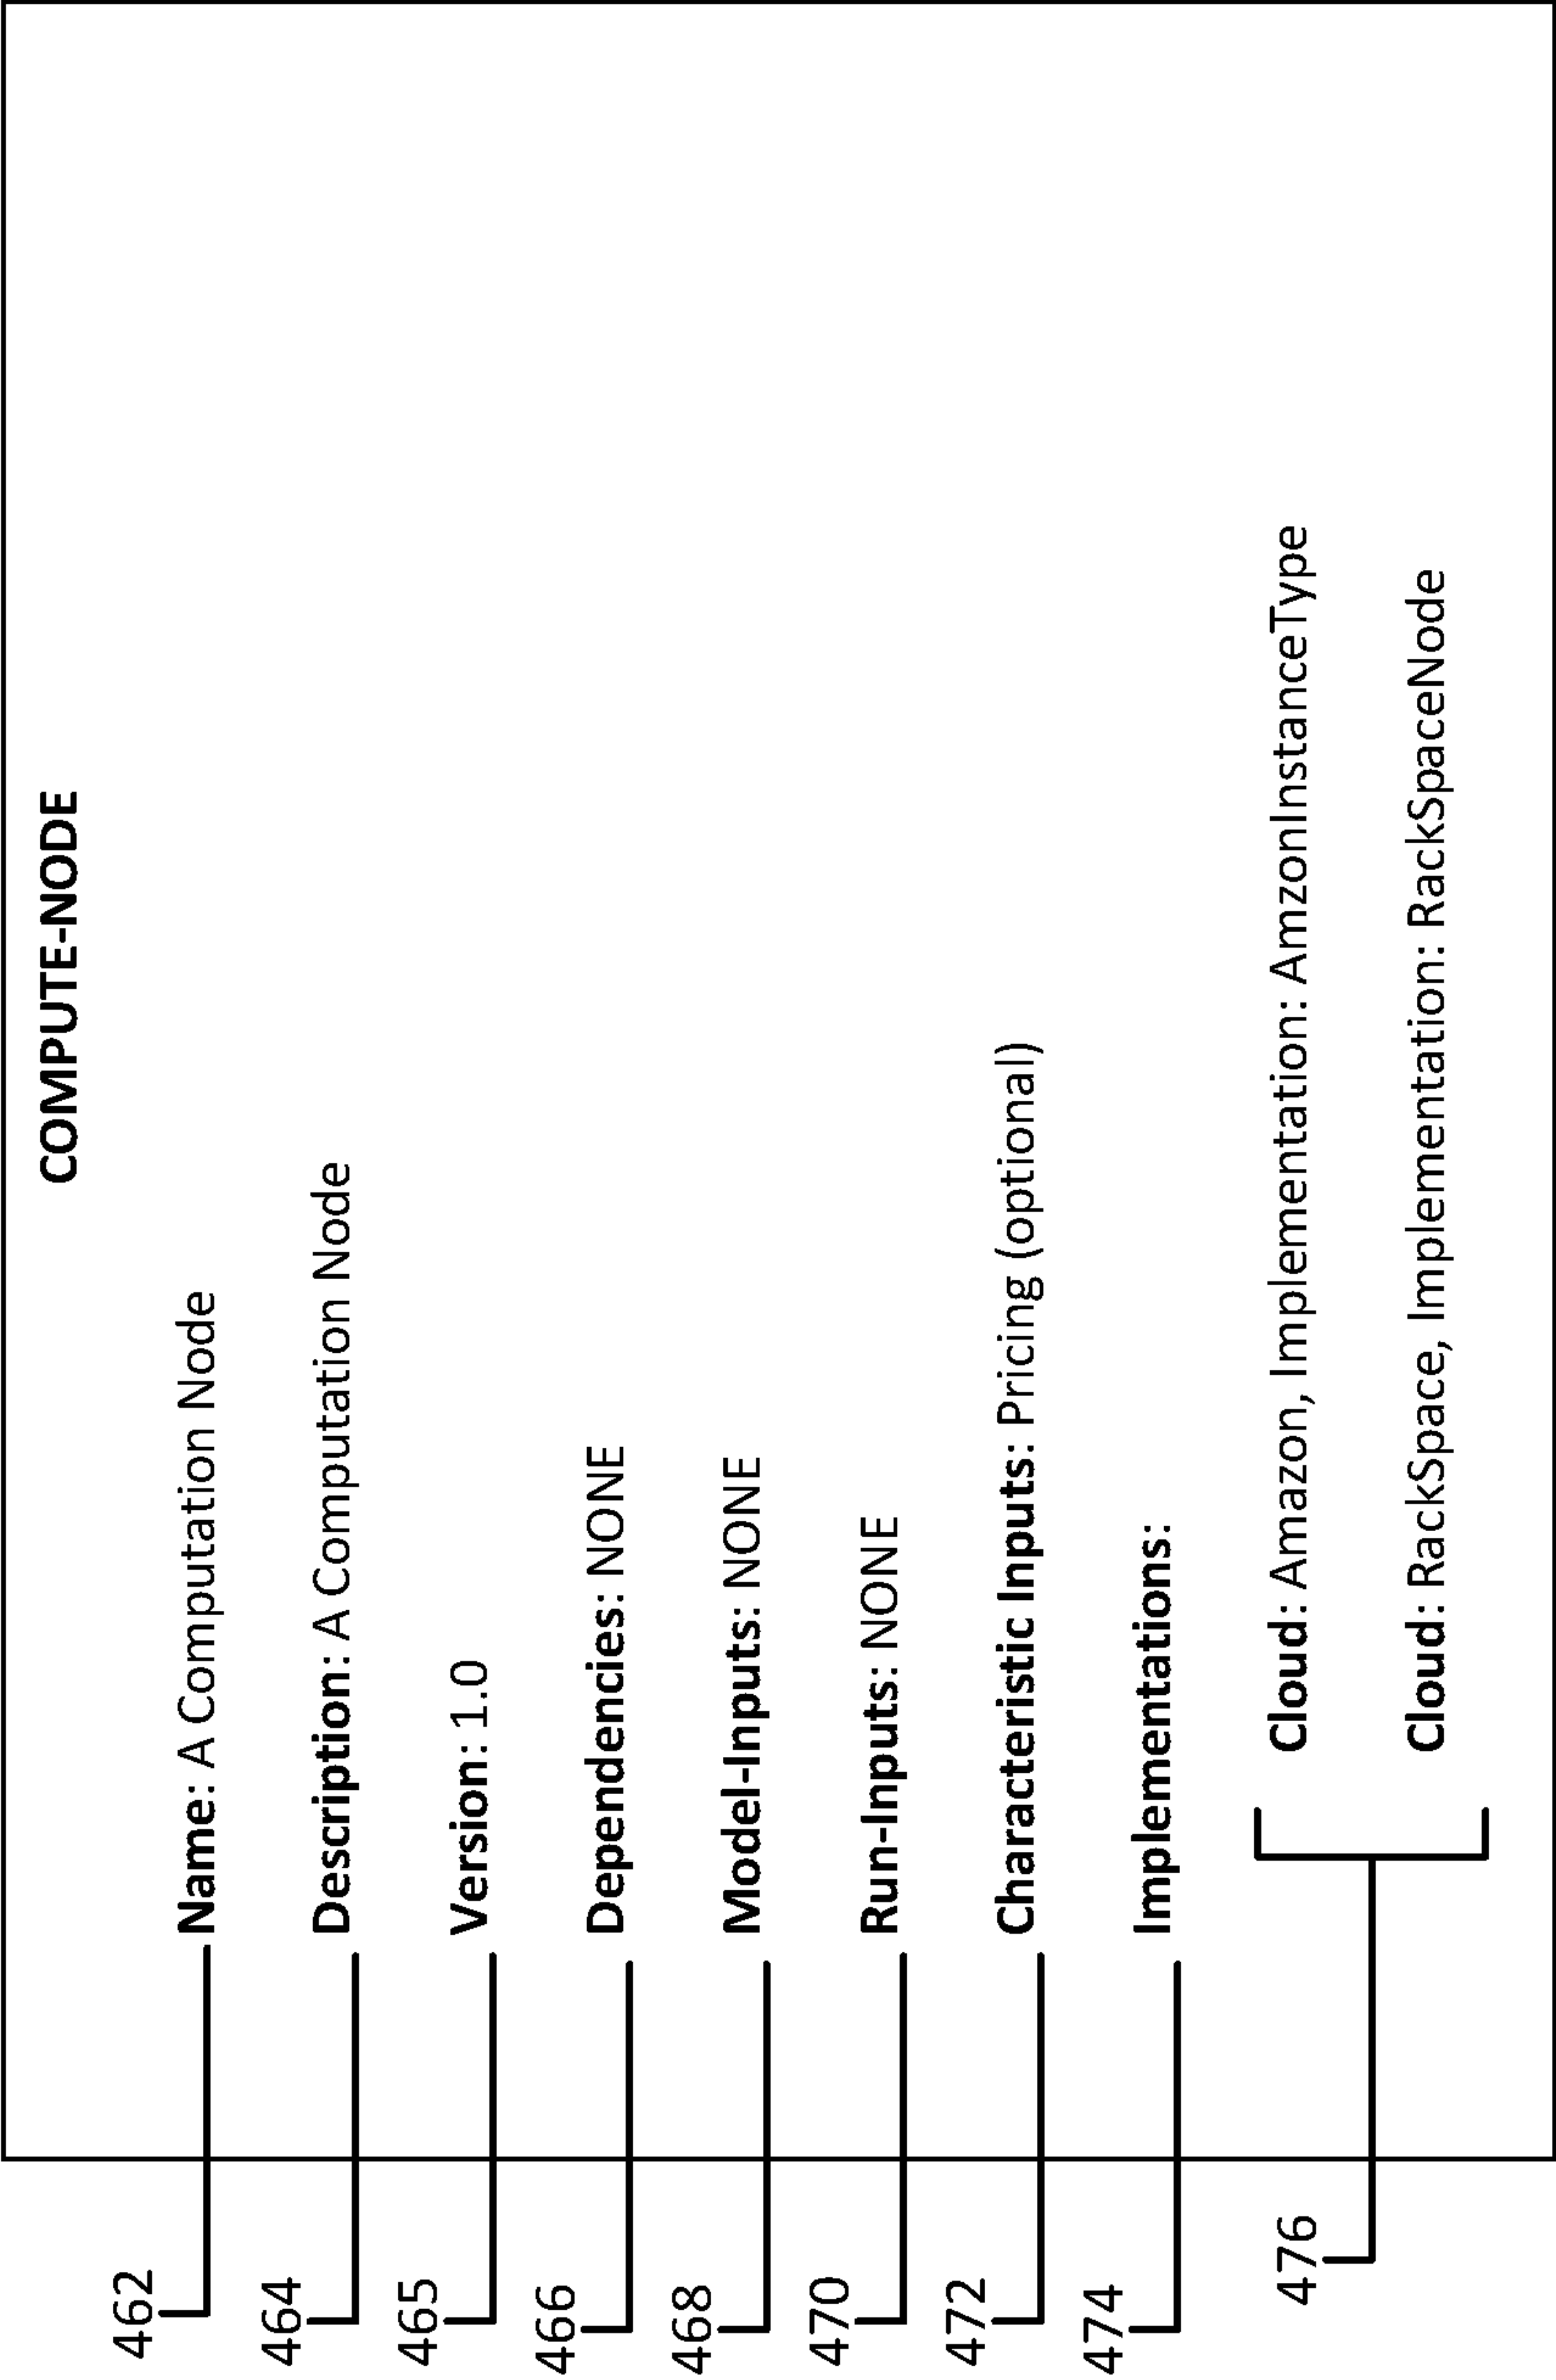 COMPUTE-NODE
462 Name: A Computation Node
464 Description: A Computation Node
465 Version: 1.0
466 Dependencies: NONE
468 Model-Inputs: NONE
470 Run-Inputs: NONE
472 Characteristic Inputs: Pricing (optional)
474 Implementations:
476
Cloud: Amazon, Implementation: AmzonInstanceType
Cloud: RackSpace, Implementation: RackSpaceNode